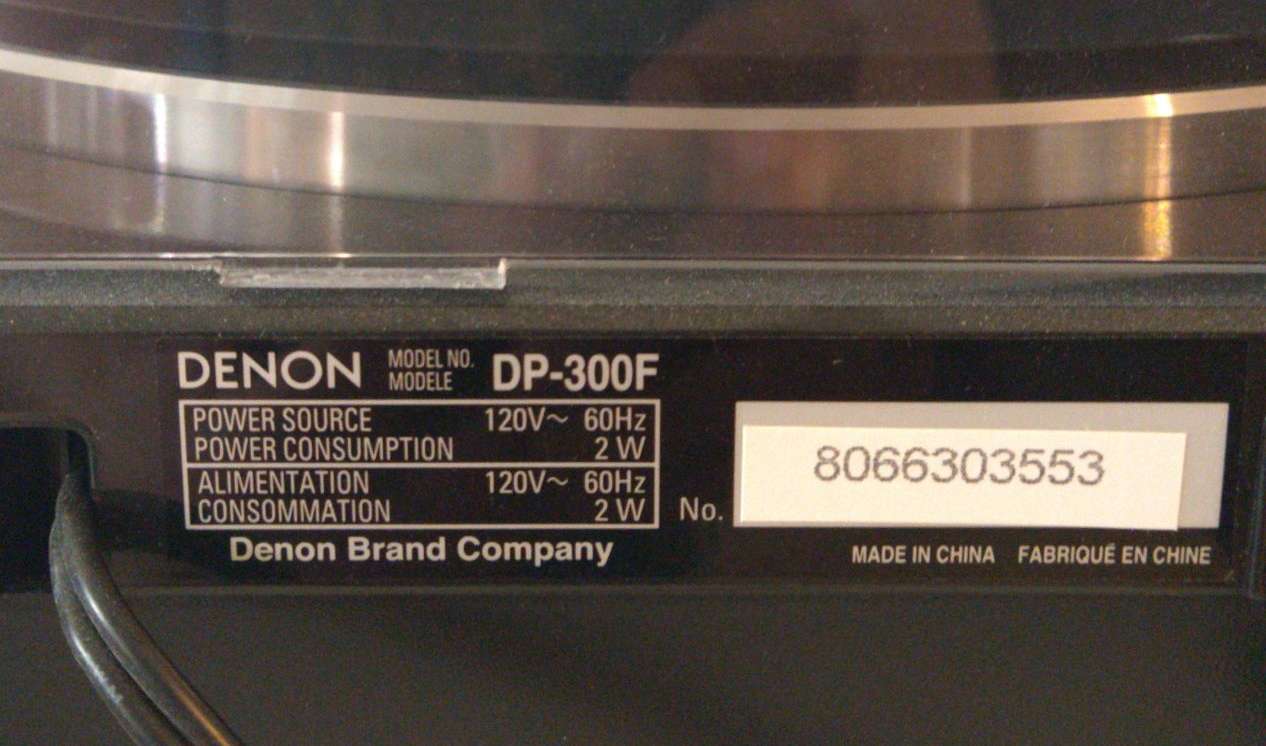 DENON MODEL NO. MODELE DP-300F
POWER SOURCE 120V~ 60Hz
POWER CONSUMPTION 2 W
ALIMENTATION 120V~ 60Hz
CONSOMMATION 2 W
Denon Brand Company
No. 8066303553
MADE IN CHINA FABRIQUÉ EN CHINE